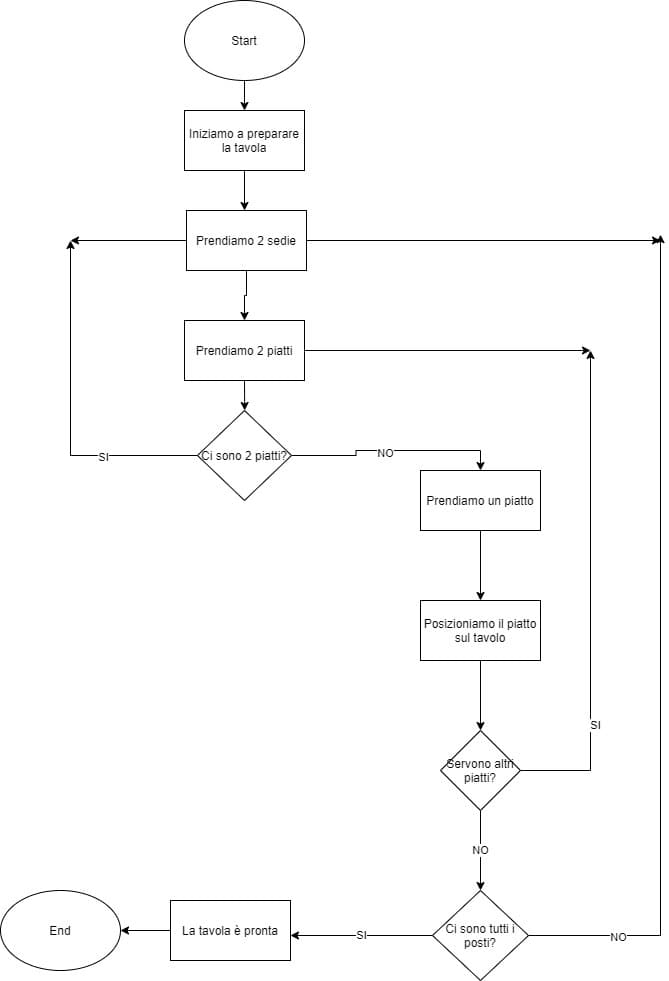 Start
Iniziamo a preparare
la tavola
Prendiamo 2 sedie
Prendiamo 2 piatti
Ci sono 2 piatti?
SI
NO
Prendiamo un piatto
Posizioniamo il piatto
sul tavolo
SI
Servono altri
piatti?
NO
Ci sono tutti i
posti?
SI
NO
La tavola è pronta
End